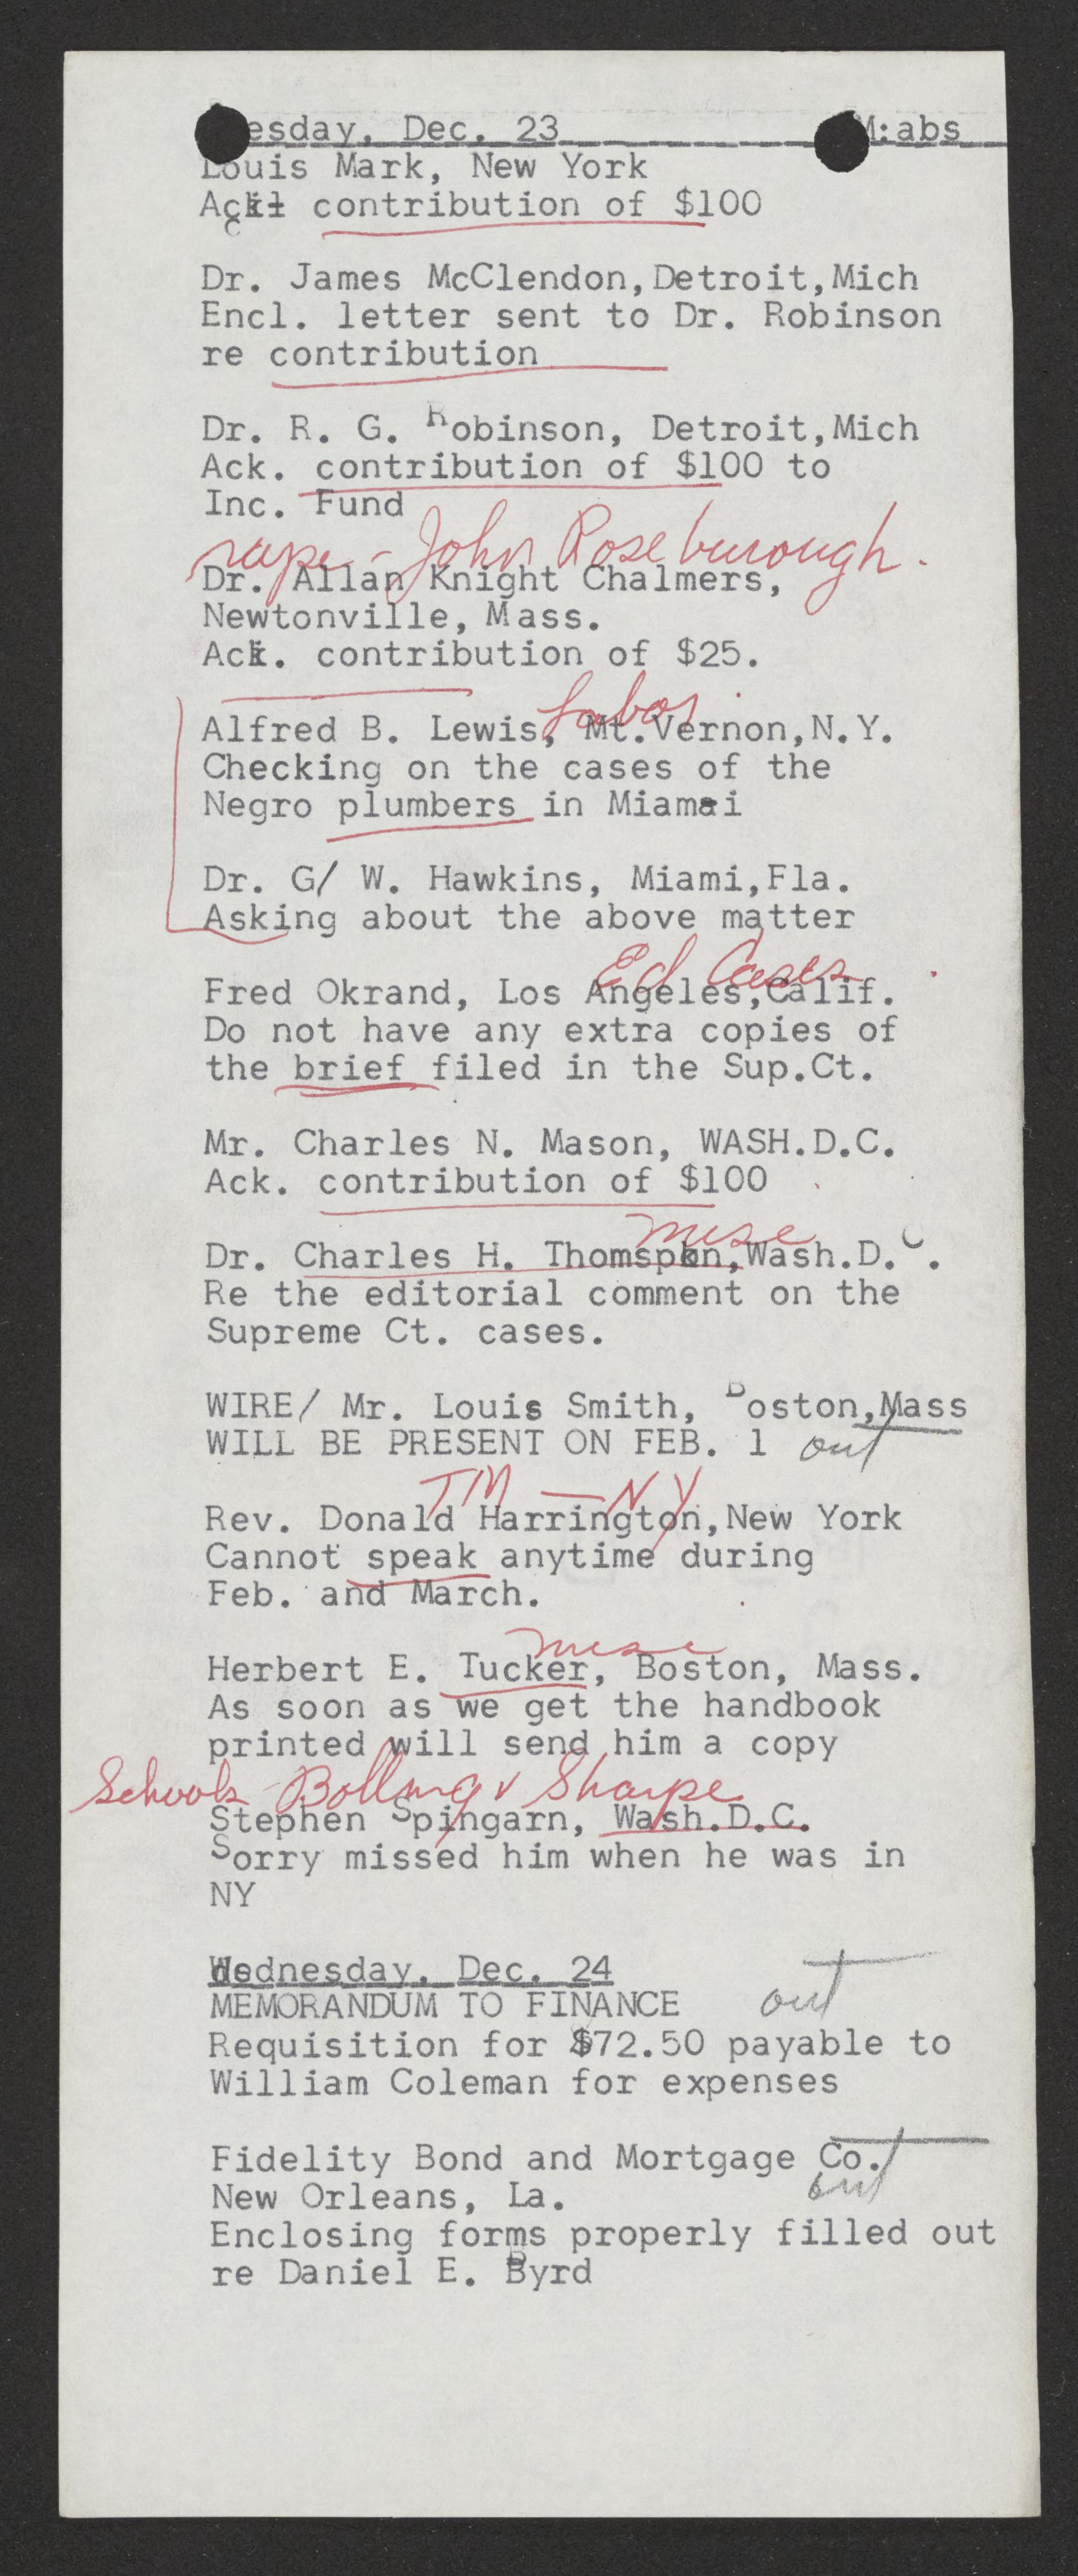 esday, Dec. 23 M:abs
Louis Mark, New York
Ack contribution of $100
Dr. James McClendon,Detroit,Mich
Encl. letter sent to Dr. Robinson
re contribution
Dr. R. G. Robinson, Detroit,Mich
Ack. contribution of $100 to
Inc. Fund
rape - John Roseburough.
Dr. Allan Knight Chalmers,
Newtonville, Mass.
Ack. contribution of $25.
Labor
Alfred B. Lewis, Mt.Vernon,N.Y.
Checking on the cases of the
Negro plumbers in Miami
Dr. G/ W. Hawkins, Miami,Fla.
Asking about the above matter
Ed Cases
Fred Okrand, Los Angeles,Calif.
Do not have any extra copies of
the brief filed in the Sup.Ct.
Mr. Charles N. Mason, WASH.D.C.
Ack. contribution of $100
misc
Dr. Charles H. Thomspon,Wash.D.C.
Re the editorial comment on the
Supreme Ct. cases.
WIRE/ Mr. Louis Smith, Boston,Mass
WILL BE PRESENT ON FEB. 1 out
TM - NY
Rev. Donald Harrington,New York
Cannot speak anytime during
Feb. and March.
misc
Herbert E. Tucker, Boston, Mass.
As soon as we get the handbook
printed will send him a copy
Schools - Bolling v Sharpe
Stephen Spingarn, Wash.D.C.
Sorry missed him when he was in
NY
Wednesday, Dec. 24
MEMORANDUM TO FINANCE out
Requisition for $72.50 payable to
William Coleman for expenses
Fidelity Bond and Mortgage Co.
New Orleans, La. out
Enclosing forms properly filled out
re Daniel E. Byrd